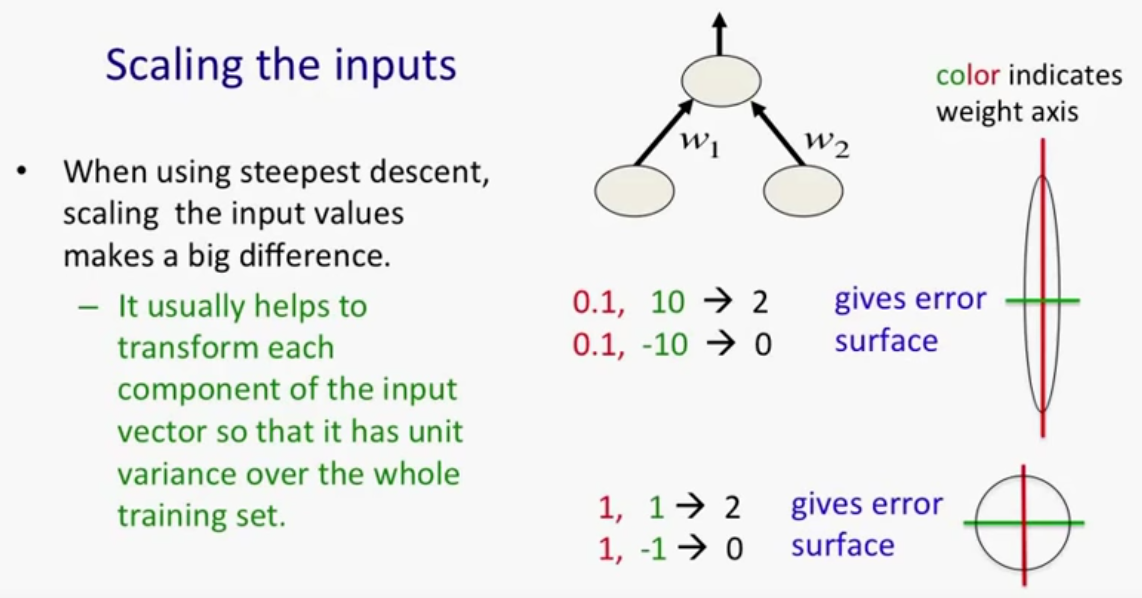 Scaling the inputs
• When using steepest descent,
scaling the input values
makes a big difference.
– It usually helps to
transform each
component of the input
vector so that it has unit
variance over the whole
training set.
w₁ w₂
color indicates
weight axis
0.1, 10 → 2
0.1, -10 → 0
gives error
surface
1, 1 → 2
1, -1 → 0
gives error
surface